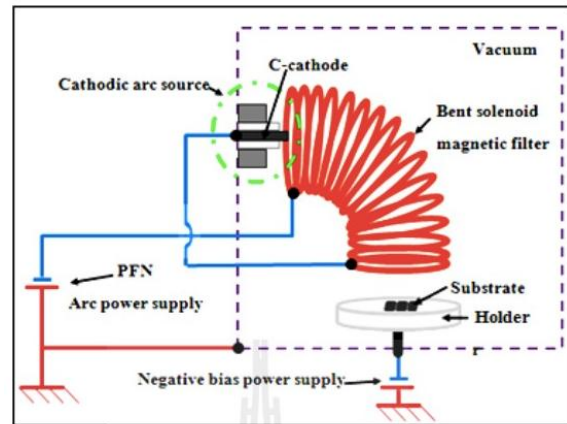 Vacuum
C-cathode
Cathodic arc source
Bent solenoid
magnetic filter
PFN
Arc power supply
Substrate
Holder
r
Negative bias power supply